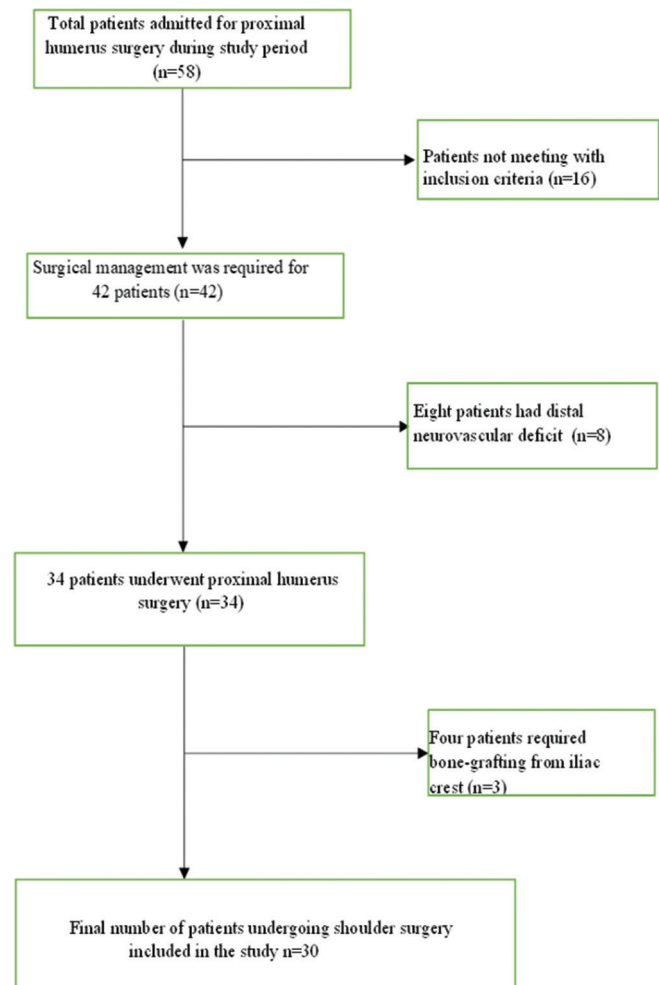 Total patients admitted for proximal
humerus surgery during study period
(n=58)
Patients not meeting with
inclusion criteria (n=16)
Surgical management was required for
42 patients (n=42)
Eight patients had distal
neurovascular deficit (n=8)
34 patients underwent proximal humerus
surgery (n=34)
Four patients required
bone-grafting from iliac
crest (n=3)
Final number of patients undergoing shoulder surgery
included in the study n=30